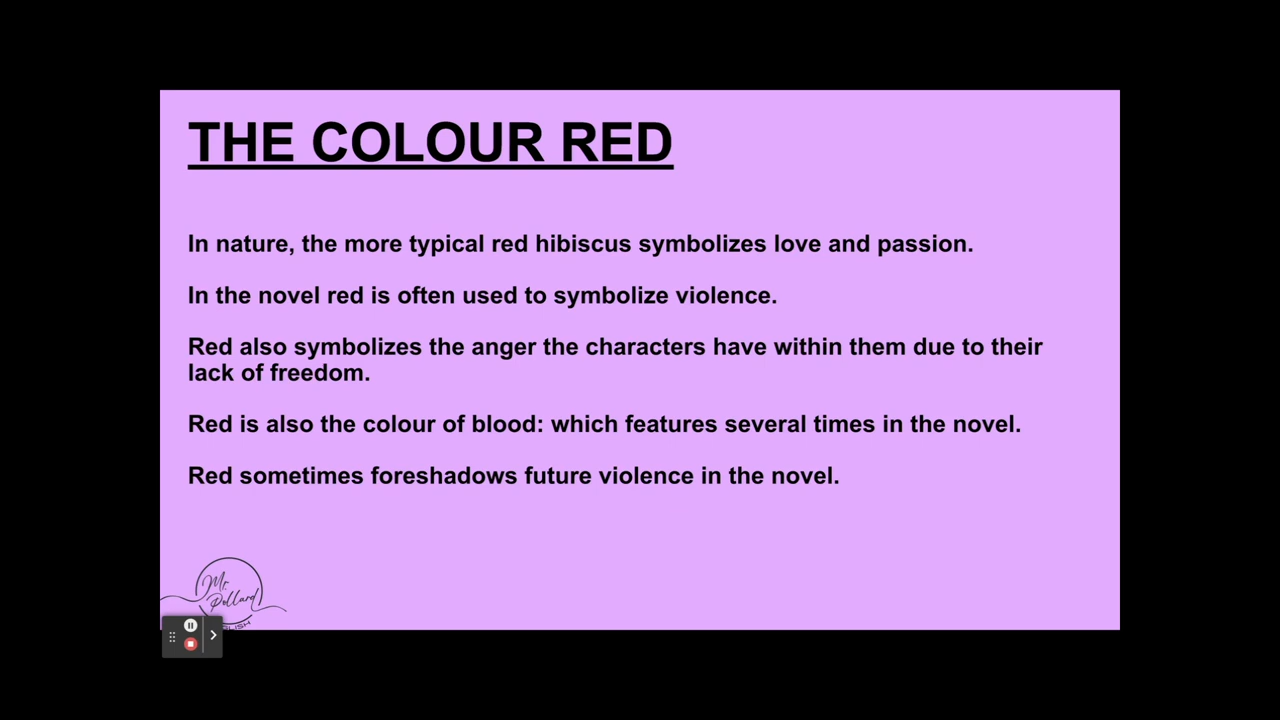 THE COLOUR RED
In nature, the more typical red hibiscus symbolizes love and passion.
In the novel red is often used to symbolize violence.
Red also symbolizes the anger the characters have within them due to their
lack of freedom.
Red is also the colour of blood: which features several times in the novel.
Red sometimes foreshadows future violence in the novel.
Mr.
Pollard